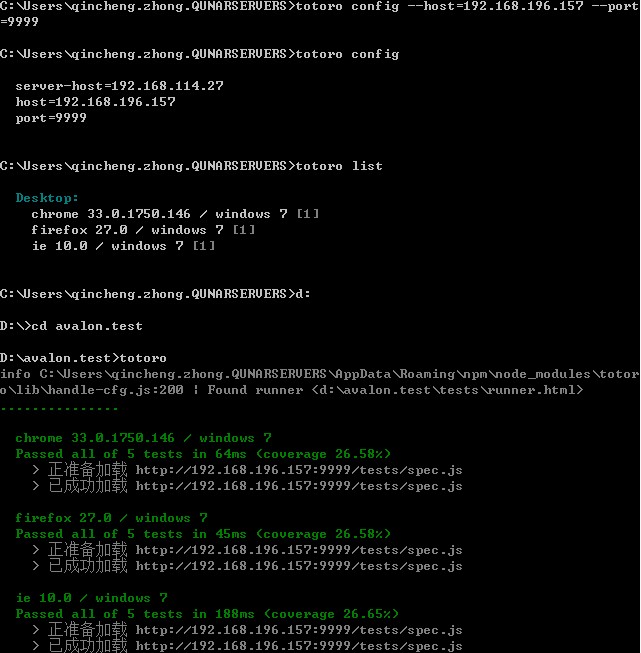 C:\Users\qincheng.zhong.QUNARSERVERS>totoro config --host=192.168.196.157 --port
=9999
C:\Users\qincheng.zhong.QUNARSERVERS>totoro config
server-host=192.168.114.27
host=192.168.196.157
port=9999
C:\Users\qincheng.zhong.QUNARSERVERS>totoro list
Desktop:
chrome 33.0.1750.146 / windows 7 [1]
firefox 27.0 / windows 7 [1]
ie 10.0 / windows 7 [1]
C:\Users\qincheng.zhong.QUNARSERVERS>d:
D:\>cd avalon.test
D:\avalon.test>totoro
info C:\Users\qincheng.zhong.QUNARSERVERS\AppData\Roaming\npm\node_modules\totor
o\lib\handle-cfg.js:200 | Found runner <d:\avalon.test\tests\runner.html>
---------------
chrome 33.0.1750.146 / windows 7
Passed all of 5 tests in 64ms (coverage 26.58%)
> 正准备加载 http://192.168.196.157:9999/tests/spec.js
> 已成功加载 http://192.168.196.157:9999/tests/spec.js
firefox 27.0 / windows 7
Passed all of 5 tests in 45ms (coverage 26.58%)
> 正准备加载 http://192.168.196.157:9999/tests/spec.js
> 已成功加载 http://192.168.196.157:9999/tests/spec.js
ie 10.0 / windows 7
Passed all of 5 tests in 188ms (coverage 26.65%)
> 正准备加载 http://192.168.196.157:9999/tests/spec.js
> 已成功加载 http://192.168.196.157:9999/tests/spec.js